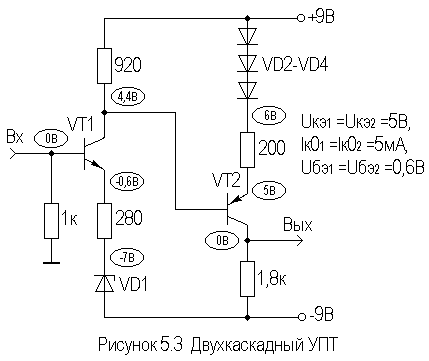 +9В
920
VD2-VD4
4,4В
6В
Uкэ1 =Uкэ2 =5В,
Iк01 =Iк02 =5мА,
Uбэ1 =Uбэ2 =0,6В
VT1
Вх
0В
200
-0,6В
VT2
5В
1к
280
0В
Вых
-7В
VD1
1,8к
-9В
Рисунок 5.3 Двухкаскадный УПТ